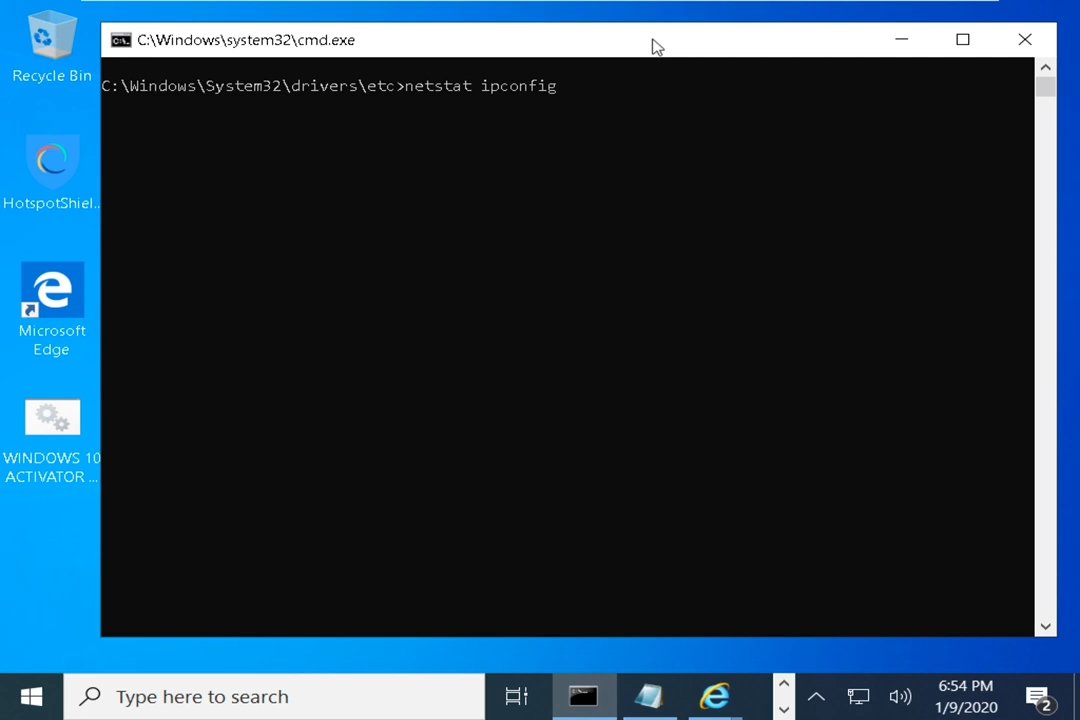 Recycle Bin
C:\Windows\system32\cmd.exe
C:\Windows\System32\drivers\etc>netstat ipconfig
HotspotShiel...
Microsoft
Edge
WINDOWS 10
ACTIVATOR ...
Type here to search
6:54 PM
1/9/2020
2